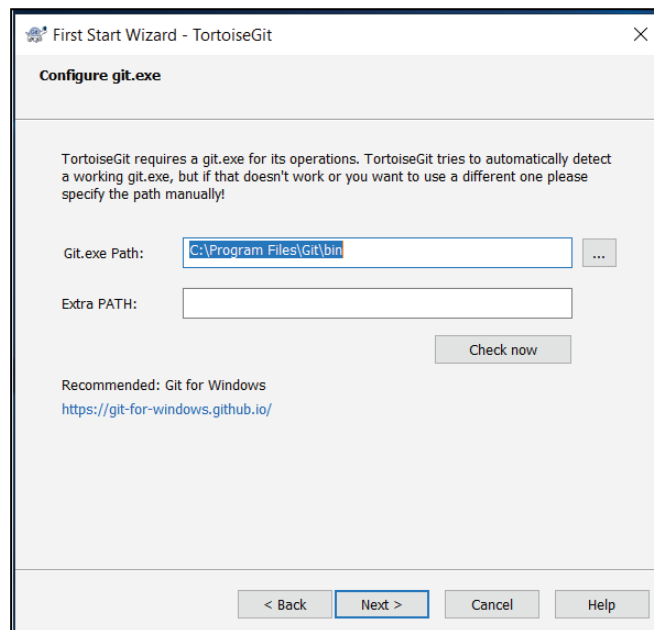 First Start Wizard - TortoiseGit
Configure git.exe
TortoiseGit requires a git.exe for its operations. TortoiseGit tries to automatically detect
a working git.exe, but if that doesn't work or you want to use a different one please
specify the path manually!
Git.exe Path: C:\Program Files\Git\bin ...
Extra PATH:
Check now
Recommended: Git for Windows
https://git-for-windows.github.io/
< Back Next > Cancel Help